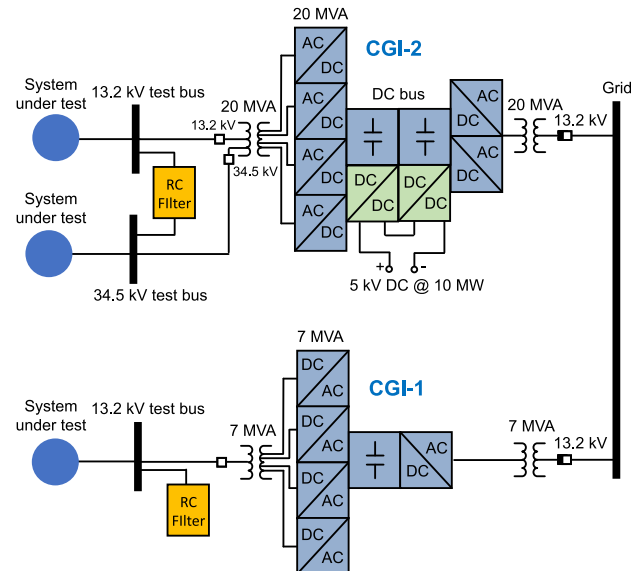 20 MVA
CGI-2
System
under test
13.2 kV test bus
20 MVA
13.2 kV
34.5 kV
AC
DC
AC
DC
AC
DC
AC
DC
DC bus
DC
DC
DC
DC
AC
DC
AC
DC
20 MVA
13.2 kV
Grid
RC
FIlter
System
under test
34.5 kV test bus
+
-
5 kV DC @ 10 MW
7 MVA
CGI-1
System
under test
13.2 kV test bus
7 MVA
DC
AC
DC
AC
DC
AC
DC
AC
AC
DC
7 MVA
13.2 kV
RC
FIlter